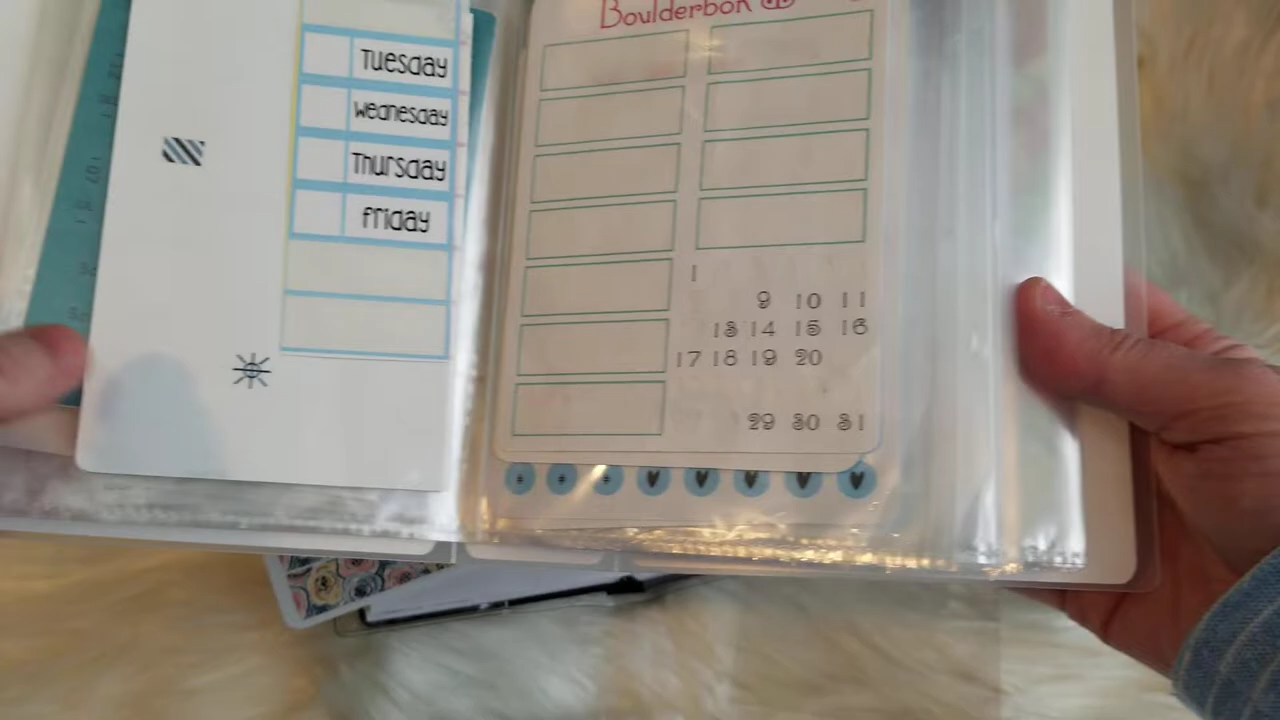 Tuesday
Wednesday
Thursday
Friday
Boulderbon
1
9 10 11
13 14 15 16
17 18 19 20
29 30 31